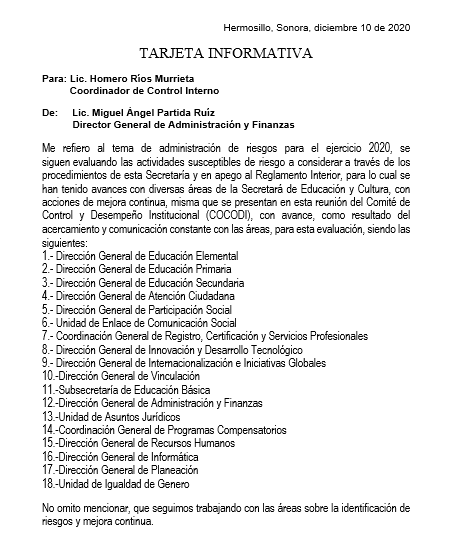 Hermosillo, Sonora, diciembre 10 de 2020
TARJETA INFORMATIVA
Para: Lic. Homero Ríos Murrieta
Coordinador de Control Interno
De: Lic. Miguel Ángel Partida Ruíz
Director General de Administración y Finanzas
Me refiero al tema de administración de riesgos para el ejercicio 2020, se
siguen evaluando las actividades susceptibles de riesgo a considerar a través de los
procedimientos de esta Secretaría y en apego al Reglamento Interior, para lo cual se
han tenido avances con diversas áreas de la Secretará de Educación y Cultura, con
acciones de mejora continua, misma que se presentan en esta reunión del Comité de
Control y Desempeño Institucional (COCODI), con avance, como resultado del
acercamiento y comunicación constante con las áreas, para esta evaluación, siendo las
siguientes:
1.- Dirección General de Educación Elemental
2.- Dirección General de Educación Primaria
3.- Dirección General de Educación Secundaria
4.- Dirección General de Atención Ciudadana
5.- Dirección General de Participación Social
6.- Unidad de Enlace de Comunicación Social
7.- Coordinación General de Registro, Certificación y Servicios Profesionales
8.- Dirección General de Innovación y Desarrollo Tecnológico
9.- Dirección General de Internacionalización e Iniciativas Globales
10.-Dirección General de Vinculación
11.-Subsecretaría de Educación Básica
12.-Dirección General de Administración y Finanzas
13.-Unidad de Asuntos Jurídicos
14.-Coordinación General de Programas Compensatorios
15.-Dirección General de Recursos Humanos
16.-Dirección General de Informática
17.-Dirección General de Planeación
18.-Unidad de Igualdad de Genero
No omito mencionar, que seguimos trabajando con las áreas sobre la identificación de
riesgos y mejora continua.